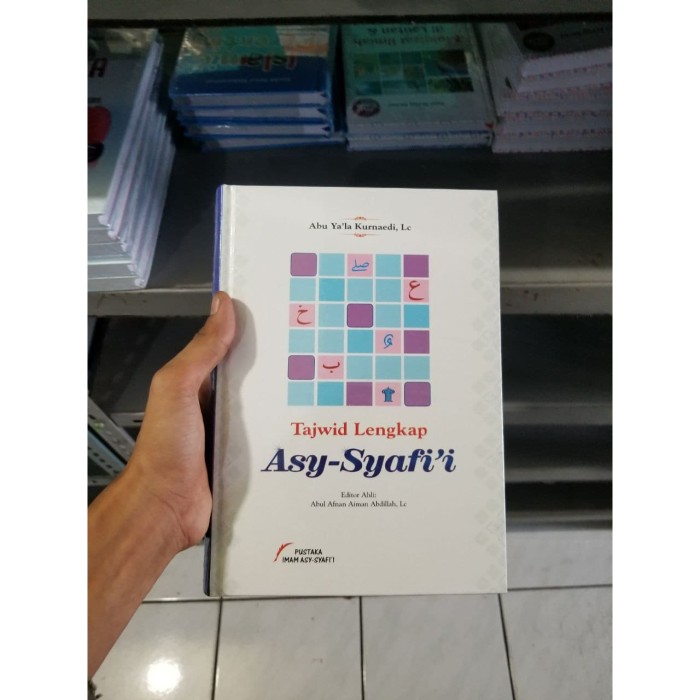 Abu Ya'la Kurnaedi, Lc
صلے
ع
خ
ب
Tajwid Lengkap
Asy-Syafi'i
Editor Ahli:
Abul Afnan Aiman Abdillah, Lc
PUSTAKA
IMAM ASY-SYAFI'I